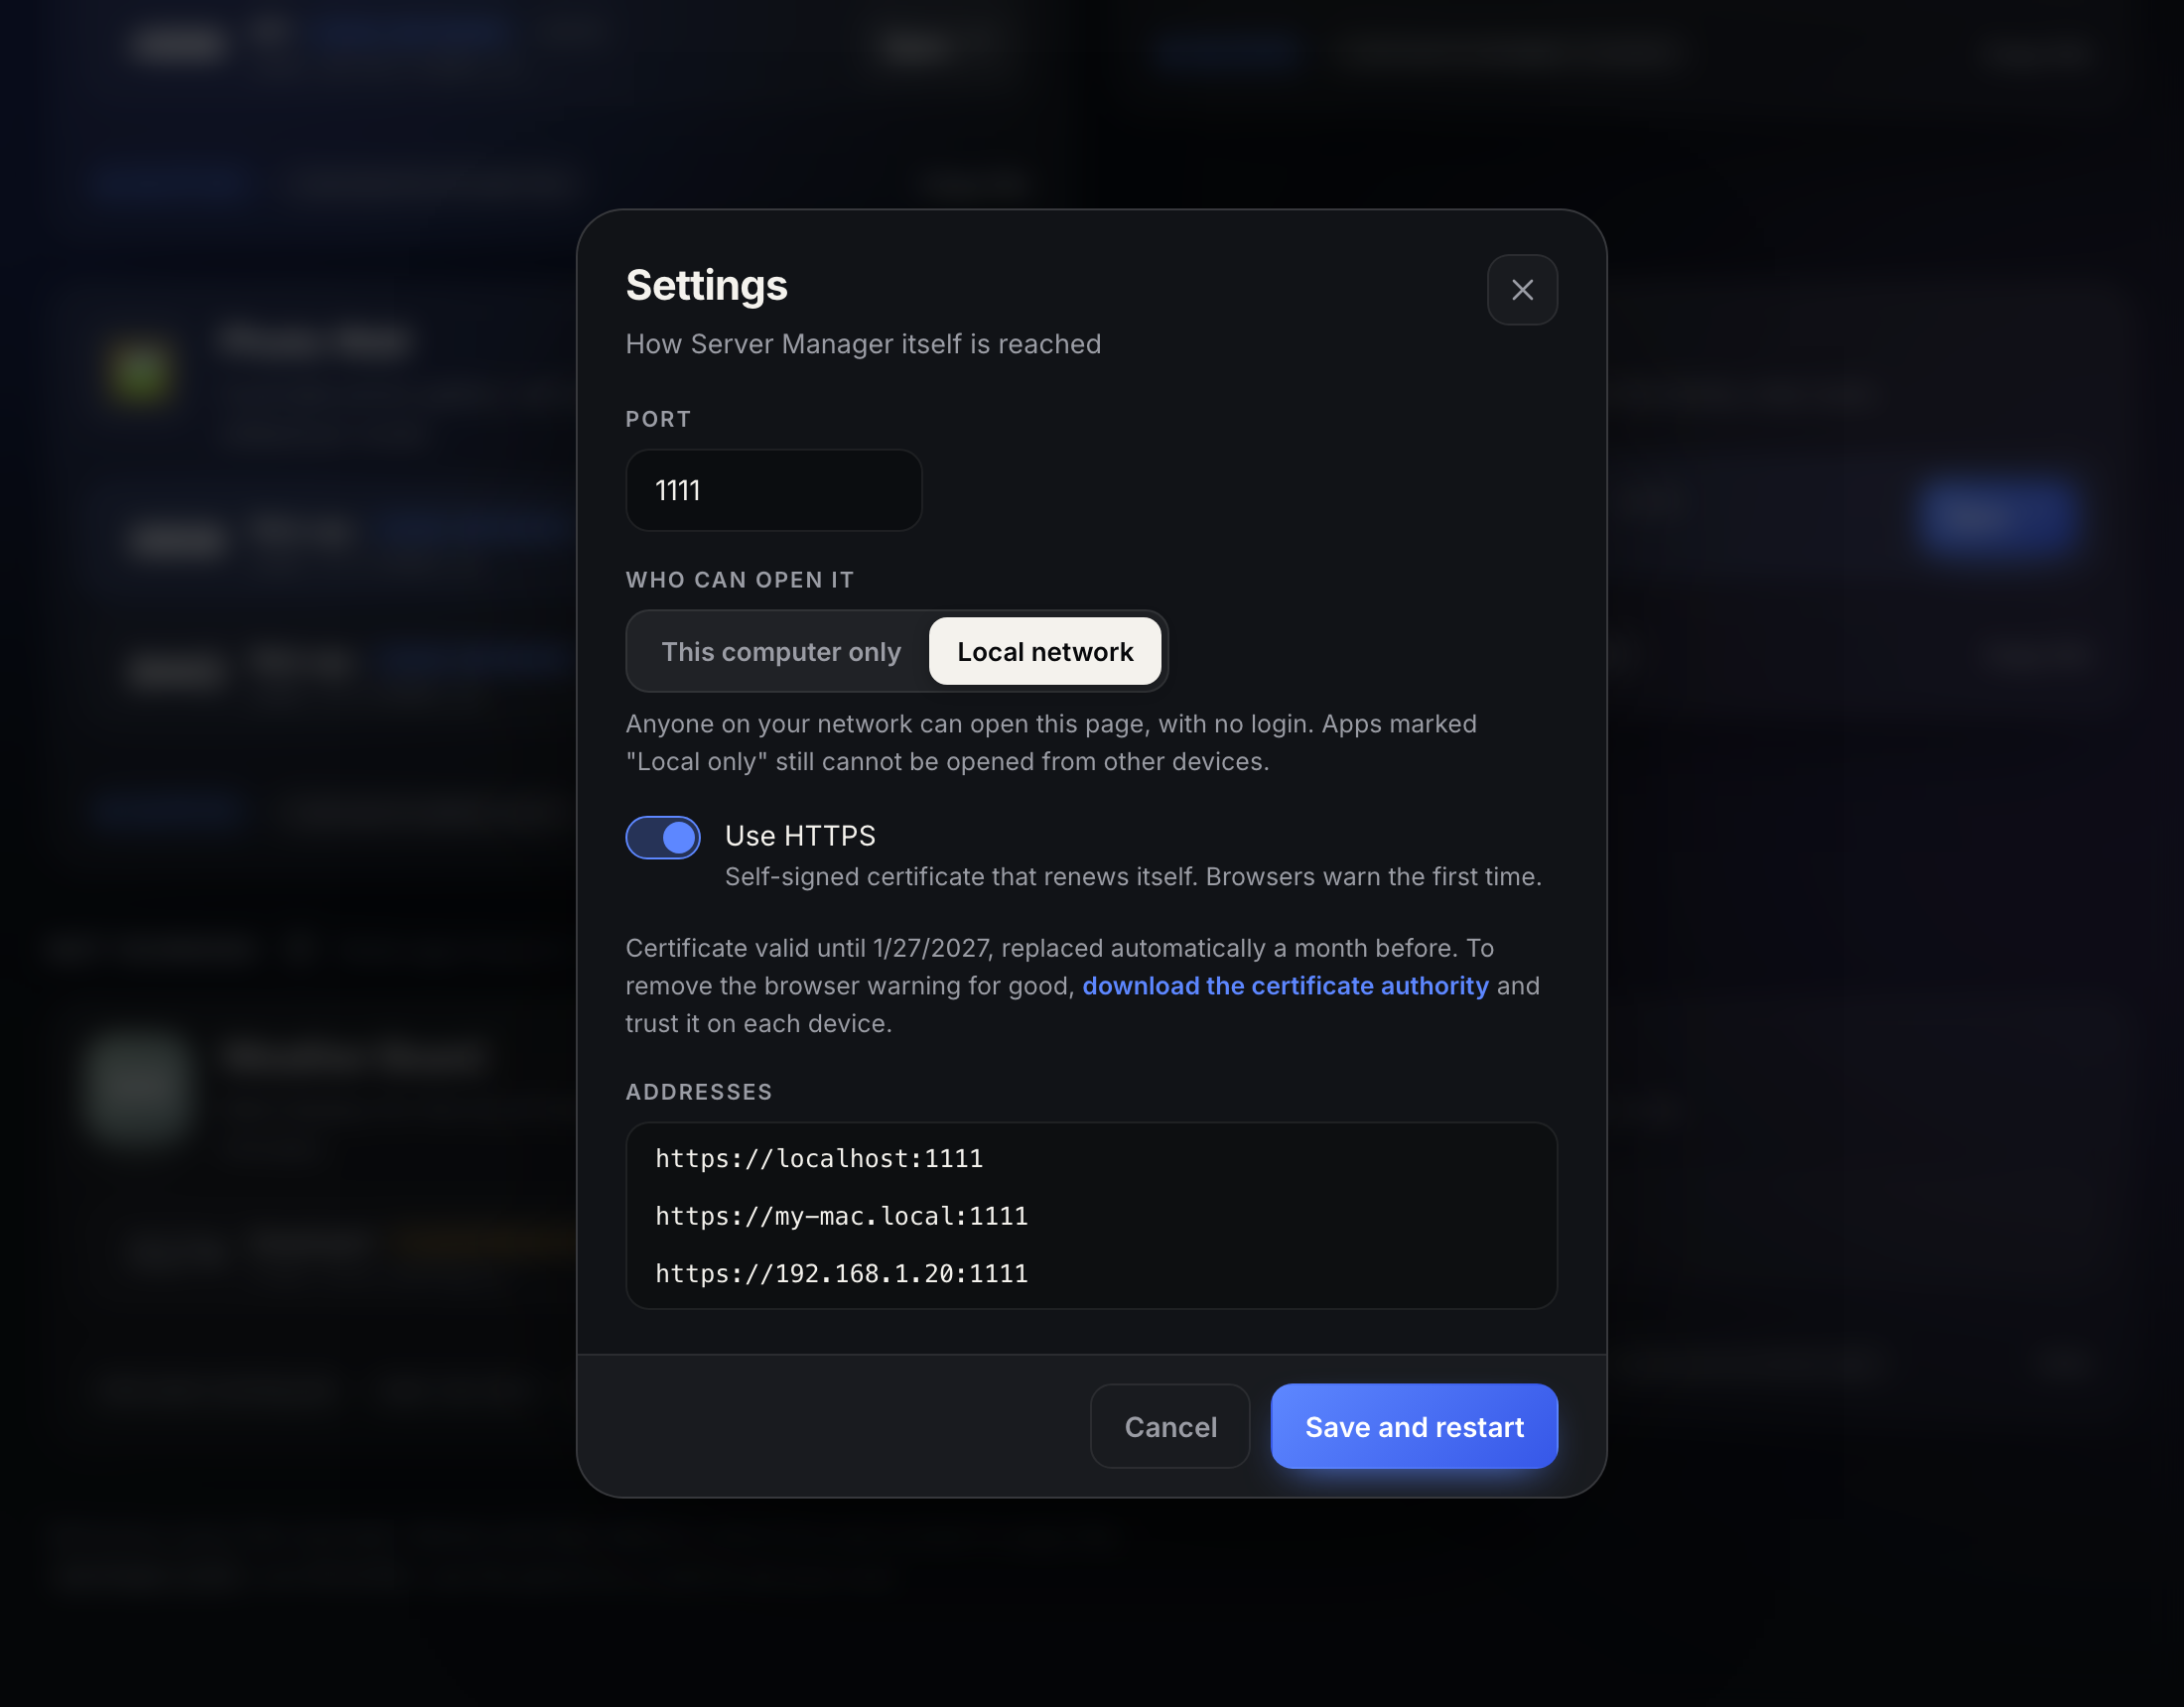 Settings
How Server Manager itself is reached
PORT
1111
WHO CAN OPEN IT
This computer only
Local network
Anyone on your network can open this page, with no login. Apps marked
"Local only" still cannot be opened from other devices.
Use HTTPS
Self-signed certificate that renews itself. Browsers warn the first time.
Certificate valid until 1/27/2027, replaced automatically a month before. To
remove the browser warning for good, download the certificate authority and
trust it on each device.
ADDRESSES
https://localhost:1111
https://my-mac.local:1111
https://192.168.1.20:1111
Cancel
Save and restart